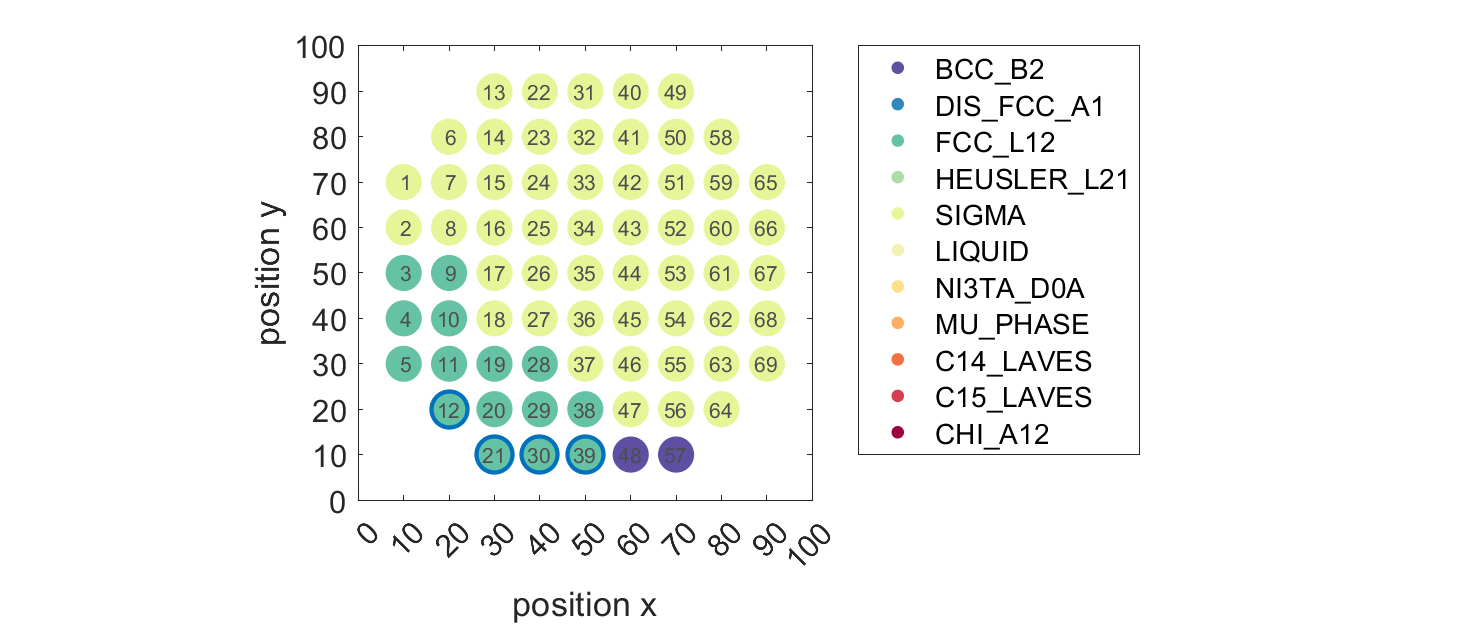 100
90
80
70
60
50
40
30
20
10
0
position y
13 22 31 40 49
6 14 23 32 41 50 58
1 7 15 24 33 42 51 59 65
2 8 16 25 34 43 52 60 66
3 9 17 26 35 44 53 61 67
4 10 18 27 36 45 54 62 68
5 11 19 28 37 46 55 63 69
12 20 29 38 47 56 64
21 30 39 48 57
0 10 20 30 40 50 60 70 80 90 100
position x
BCC_B2
DIS_FCC_A1
FCC_L12
HEUSLER_L21
SIGMA
LIQUID
NI3TA_D0A
MU_PHASE
C14_LAVES
C15_LAVES
CHI_A12